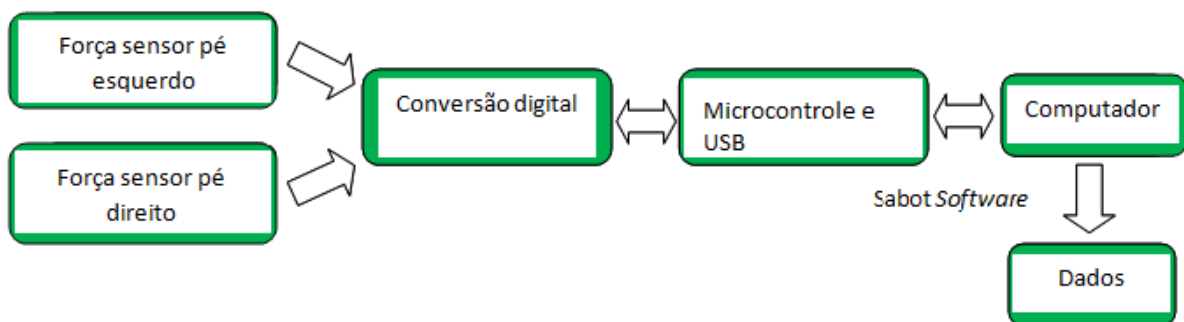 Força sensor pé
esquerdo
Conversão digital
Microcontrole e
USB
Computador
Força sensor pé
direito
Sabot Software
Dados